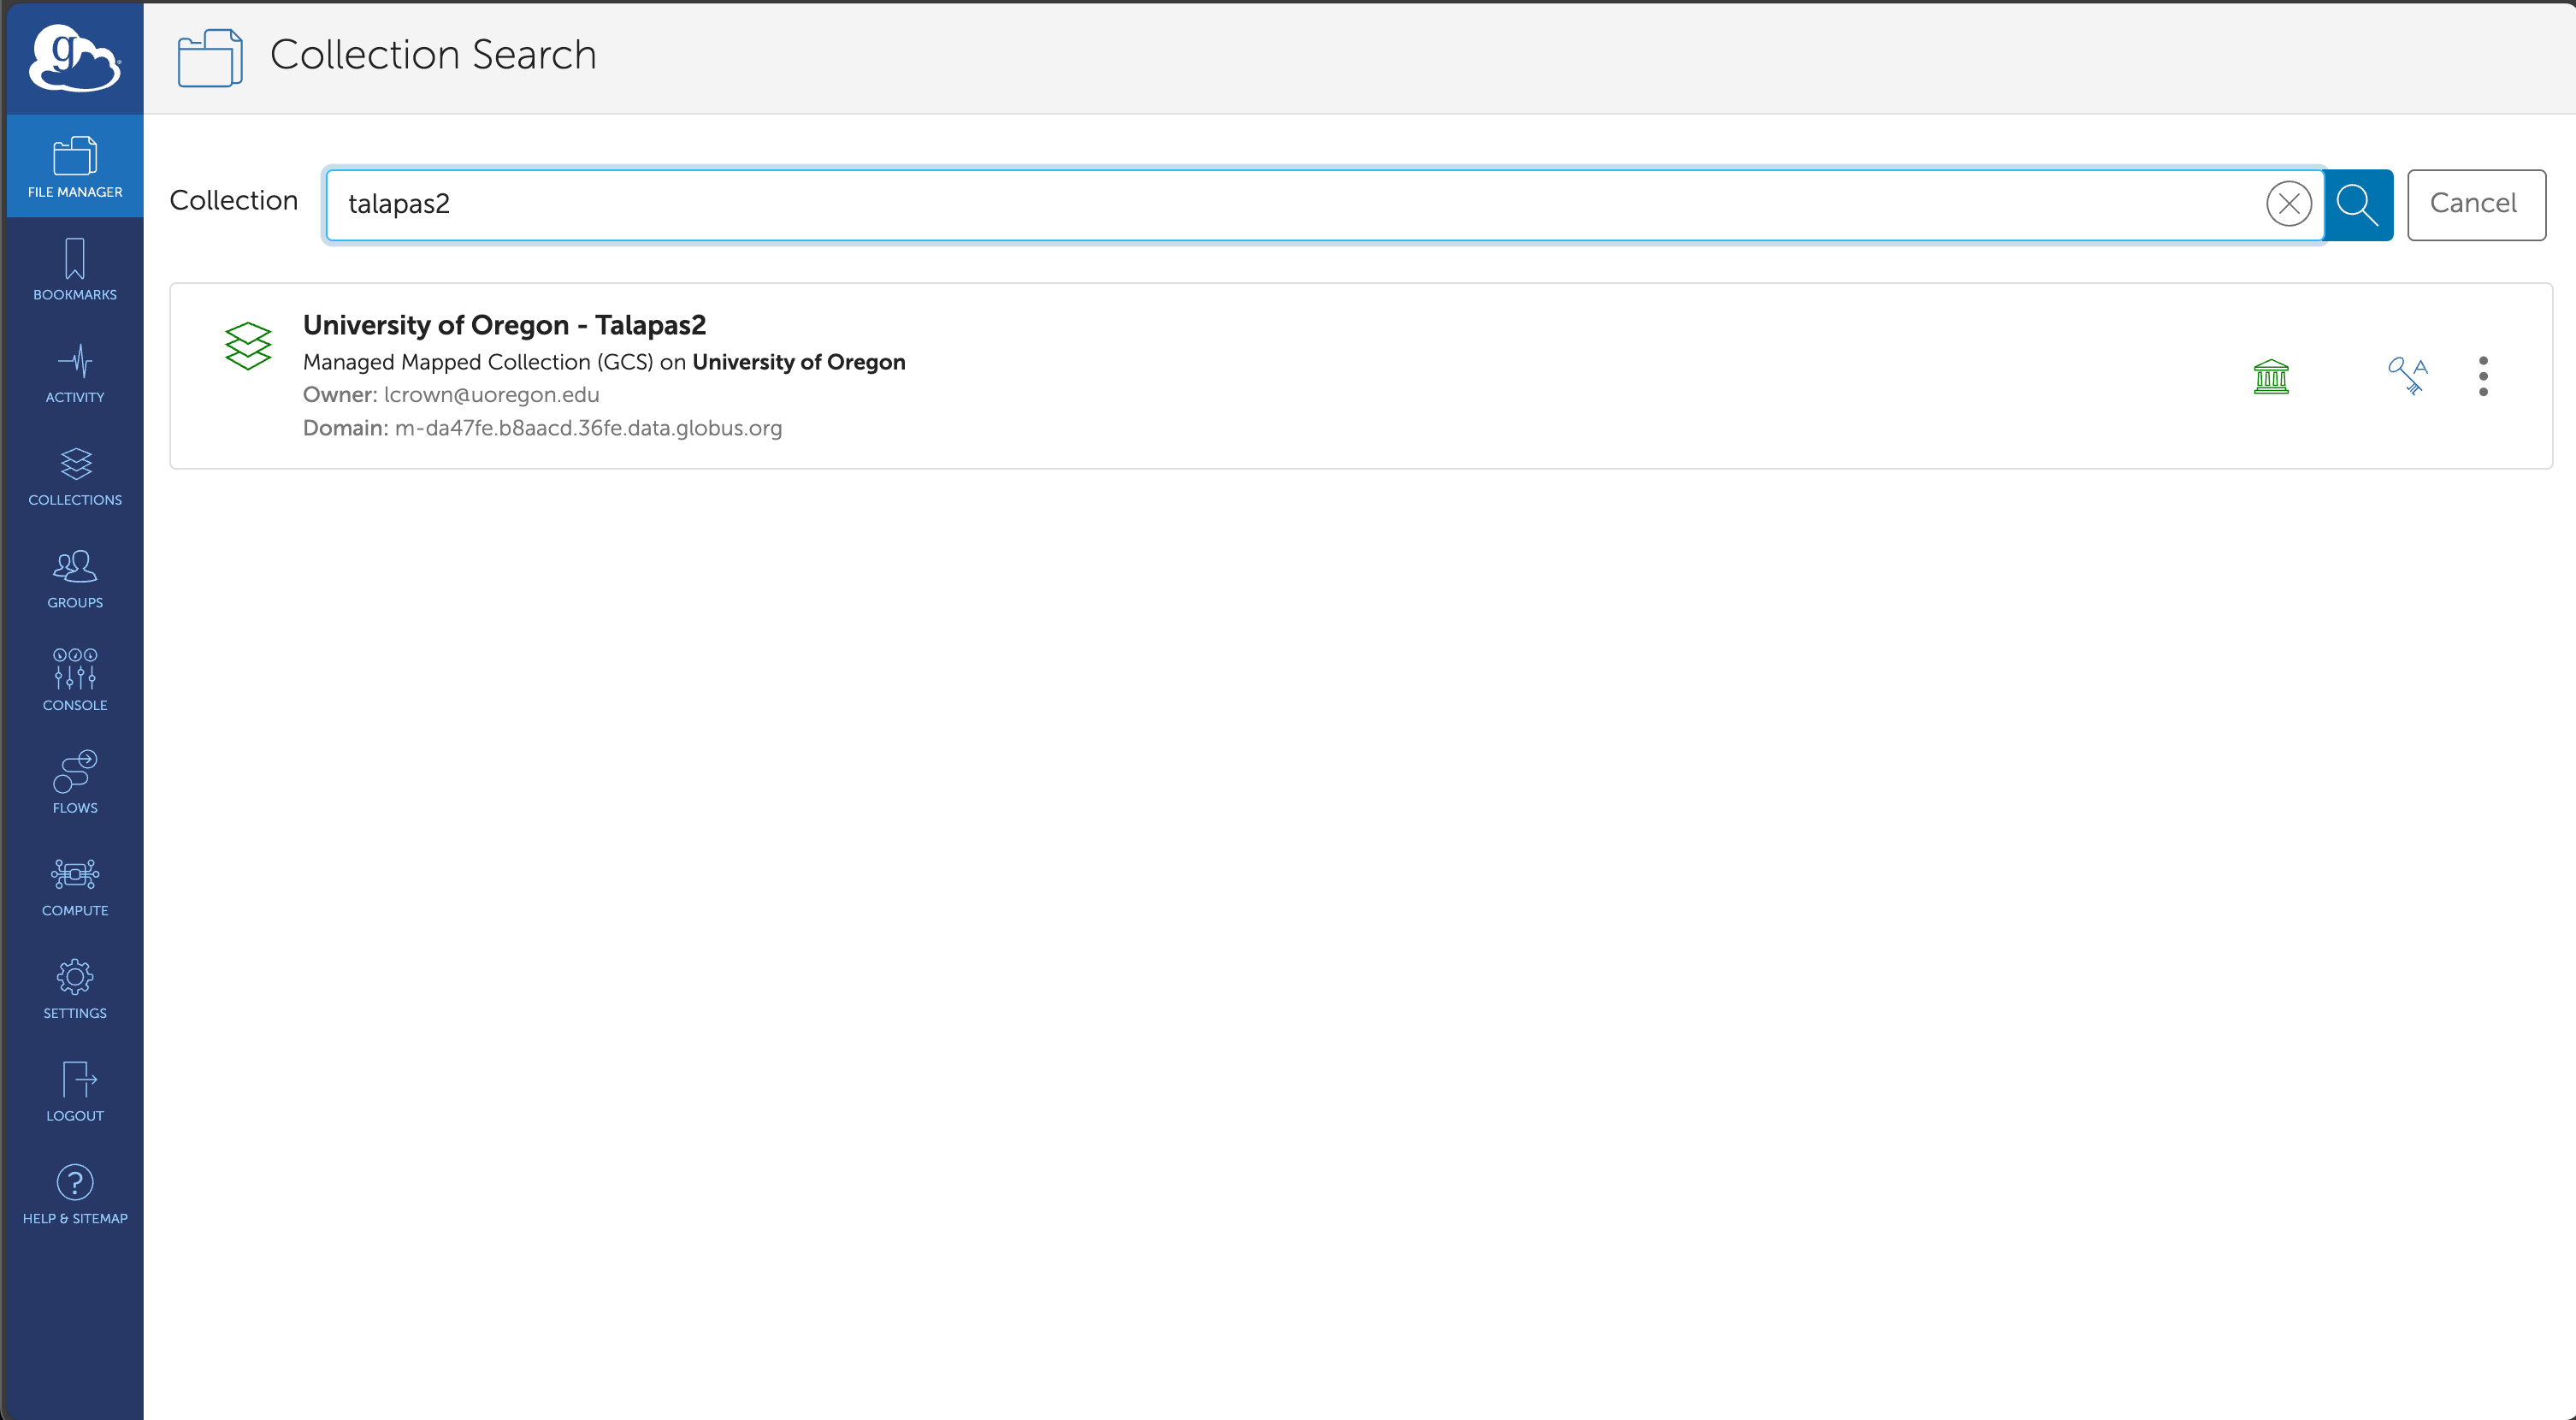 g
Collection Search
FILE MANAGER
BOOKMARKS
ACTIVITY
COLLECTIONS
GROUPS
CONSOLE
FLOWS
COMPUTE
SETTINGS
LOGOUT
?
HELP & SITEMAP
Collection
talapas2
Cancel
University of Oregon - Talapas2
Managed Mapped Collection (GCS) on University of Oregon
Owner: lcrown@uoregon.edu
Domain: m-da47fe.b8aacd.36fe.data.globus.org
A